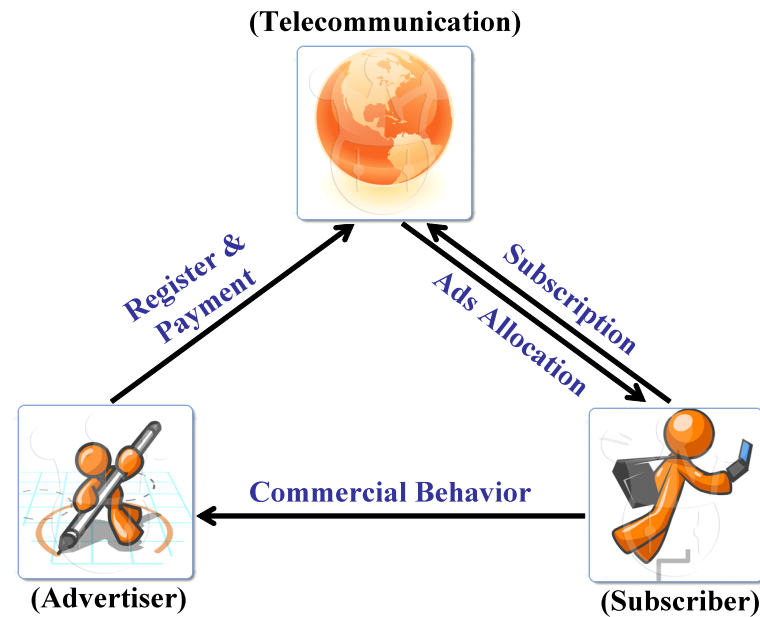 (Telecommunication)
Register &
Payment
Subscription
Ads Allocation
Commercial Behavior
(Advertiser)
(Subscriber)